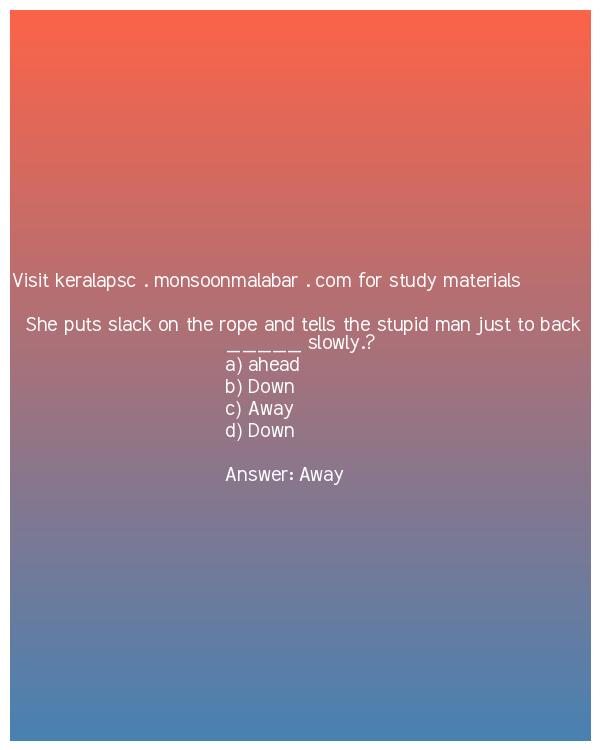 Visit keralapsc . monsoonmalabar . com for study materials
She puts slack on the rope and tells the stupid man just to back
_____ slowly.?
a) ahead
b) Down
c) Away
d) Down
Answer: Away